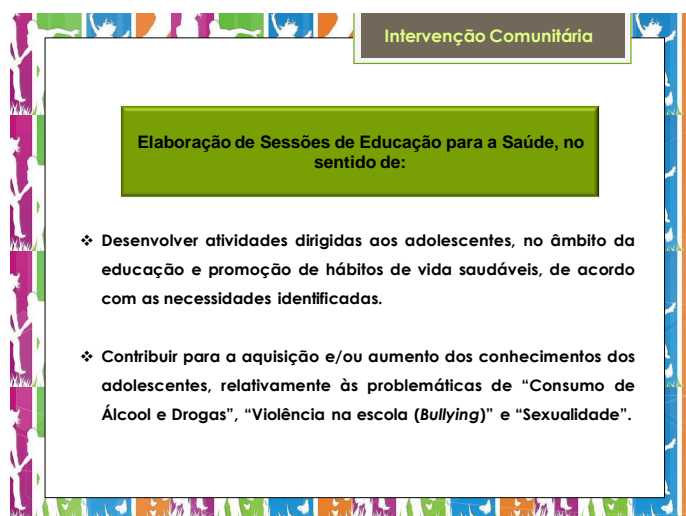 Intervenção Comunitária
Elaboração de Sessões de Educação para a Saúde, no
sentido de:
❖ Desenvolver atividades dirigidas aos adolescentes, no âmbito da
educação e promoção de hábitos de vida saudáveis, de acordo
com as necessidades identificadas.
❖ Contribuir para a aquisição e/ou aumento dos conhecimentos dos
adolescentes, relativamente às problemáticas de “Consumo de
Álcool e Drogas”, “Violência na escola (Bullying)” e “Sexualidade”.